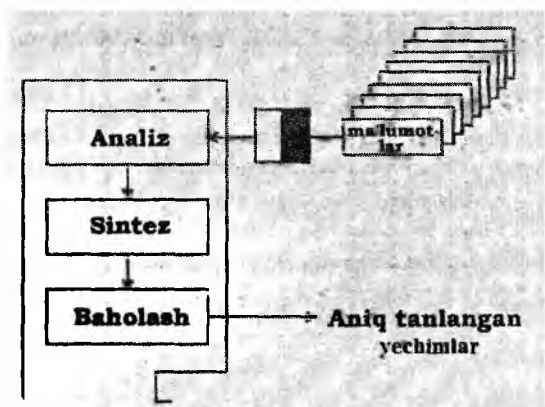 Analiz
ma'lumot-
lar
Sintez
Baholash
Aniq tanlangan
yechimlar